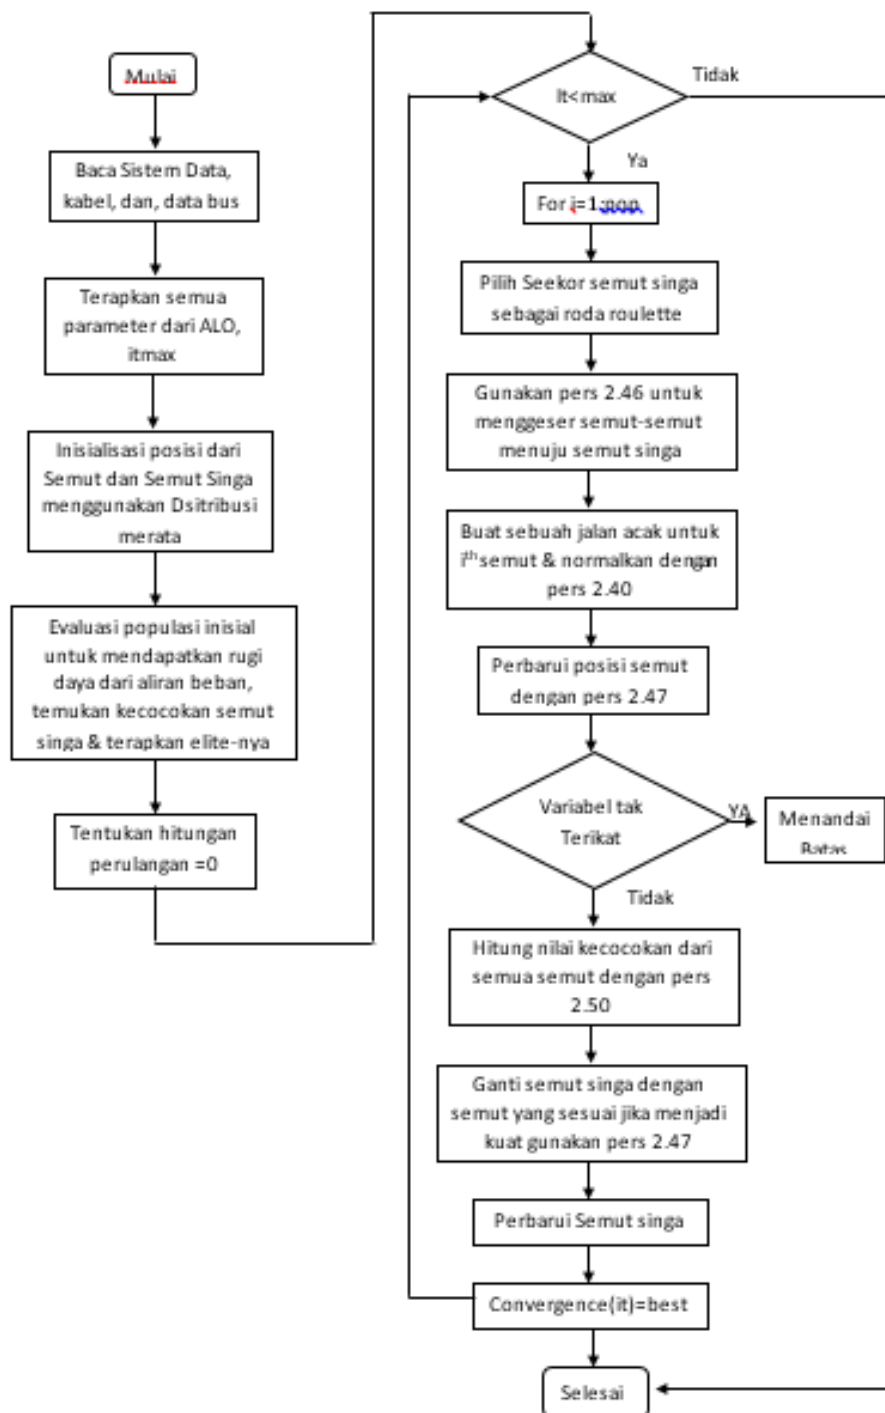 Mulai
Baca Sistem Data,
kabel, dan, data bus
Terapkan semua
parameter dari ALO,
itmax
Inisialisasi posisi dari
Semut dan Semut Singa
menggunakan Dsitribusi
merata
Evaluasi populasi inisial
untuk mendapatkan rugi
daya dari aliran beban,
temukan kecocokan semut
singa & terapkan elite-nya
Tentukan hitungan
perulangan =0
It<max
Tidak
Ya
For i=1:pop
Pilih Seekor semut singa
sebagai roda roulette
Gunakan pers 2.46 untuk
menggeser semut-semut
menuju semut singa
Buat sebuah jalan acak untuk
iᵗʰ semut & normalkan dengan
pers 2.40
Perbarui posisi semut
dengan pers 2.47
Variabel tak
Terikat
YA
Menandai
Batas
Tidak
Hitung nilai kecocokan dari
semua semut dengan pers
2.50
Ganti semut singa dengan
semut yang sesuai jika menjadi
kuat gunakan pers 2.47
Perbarui Semut singa
Convergence(it)=best
Selesai